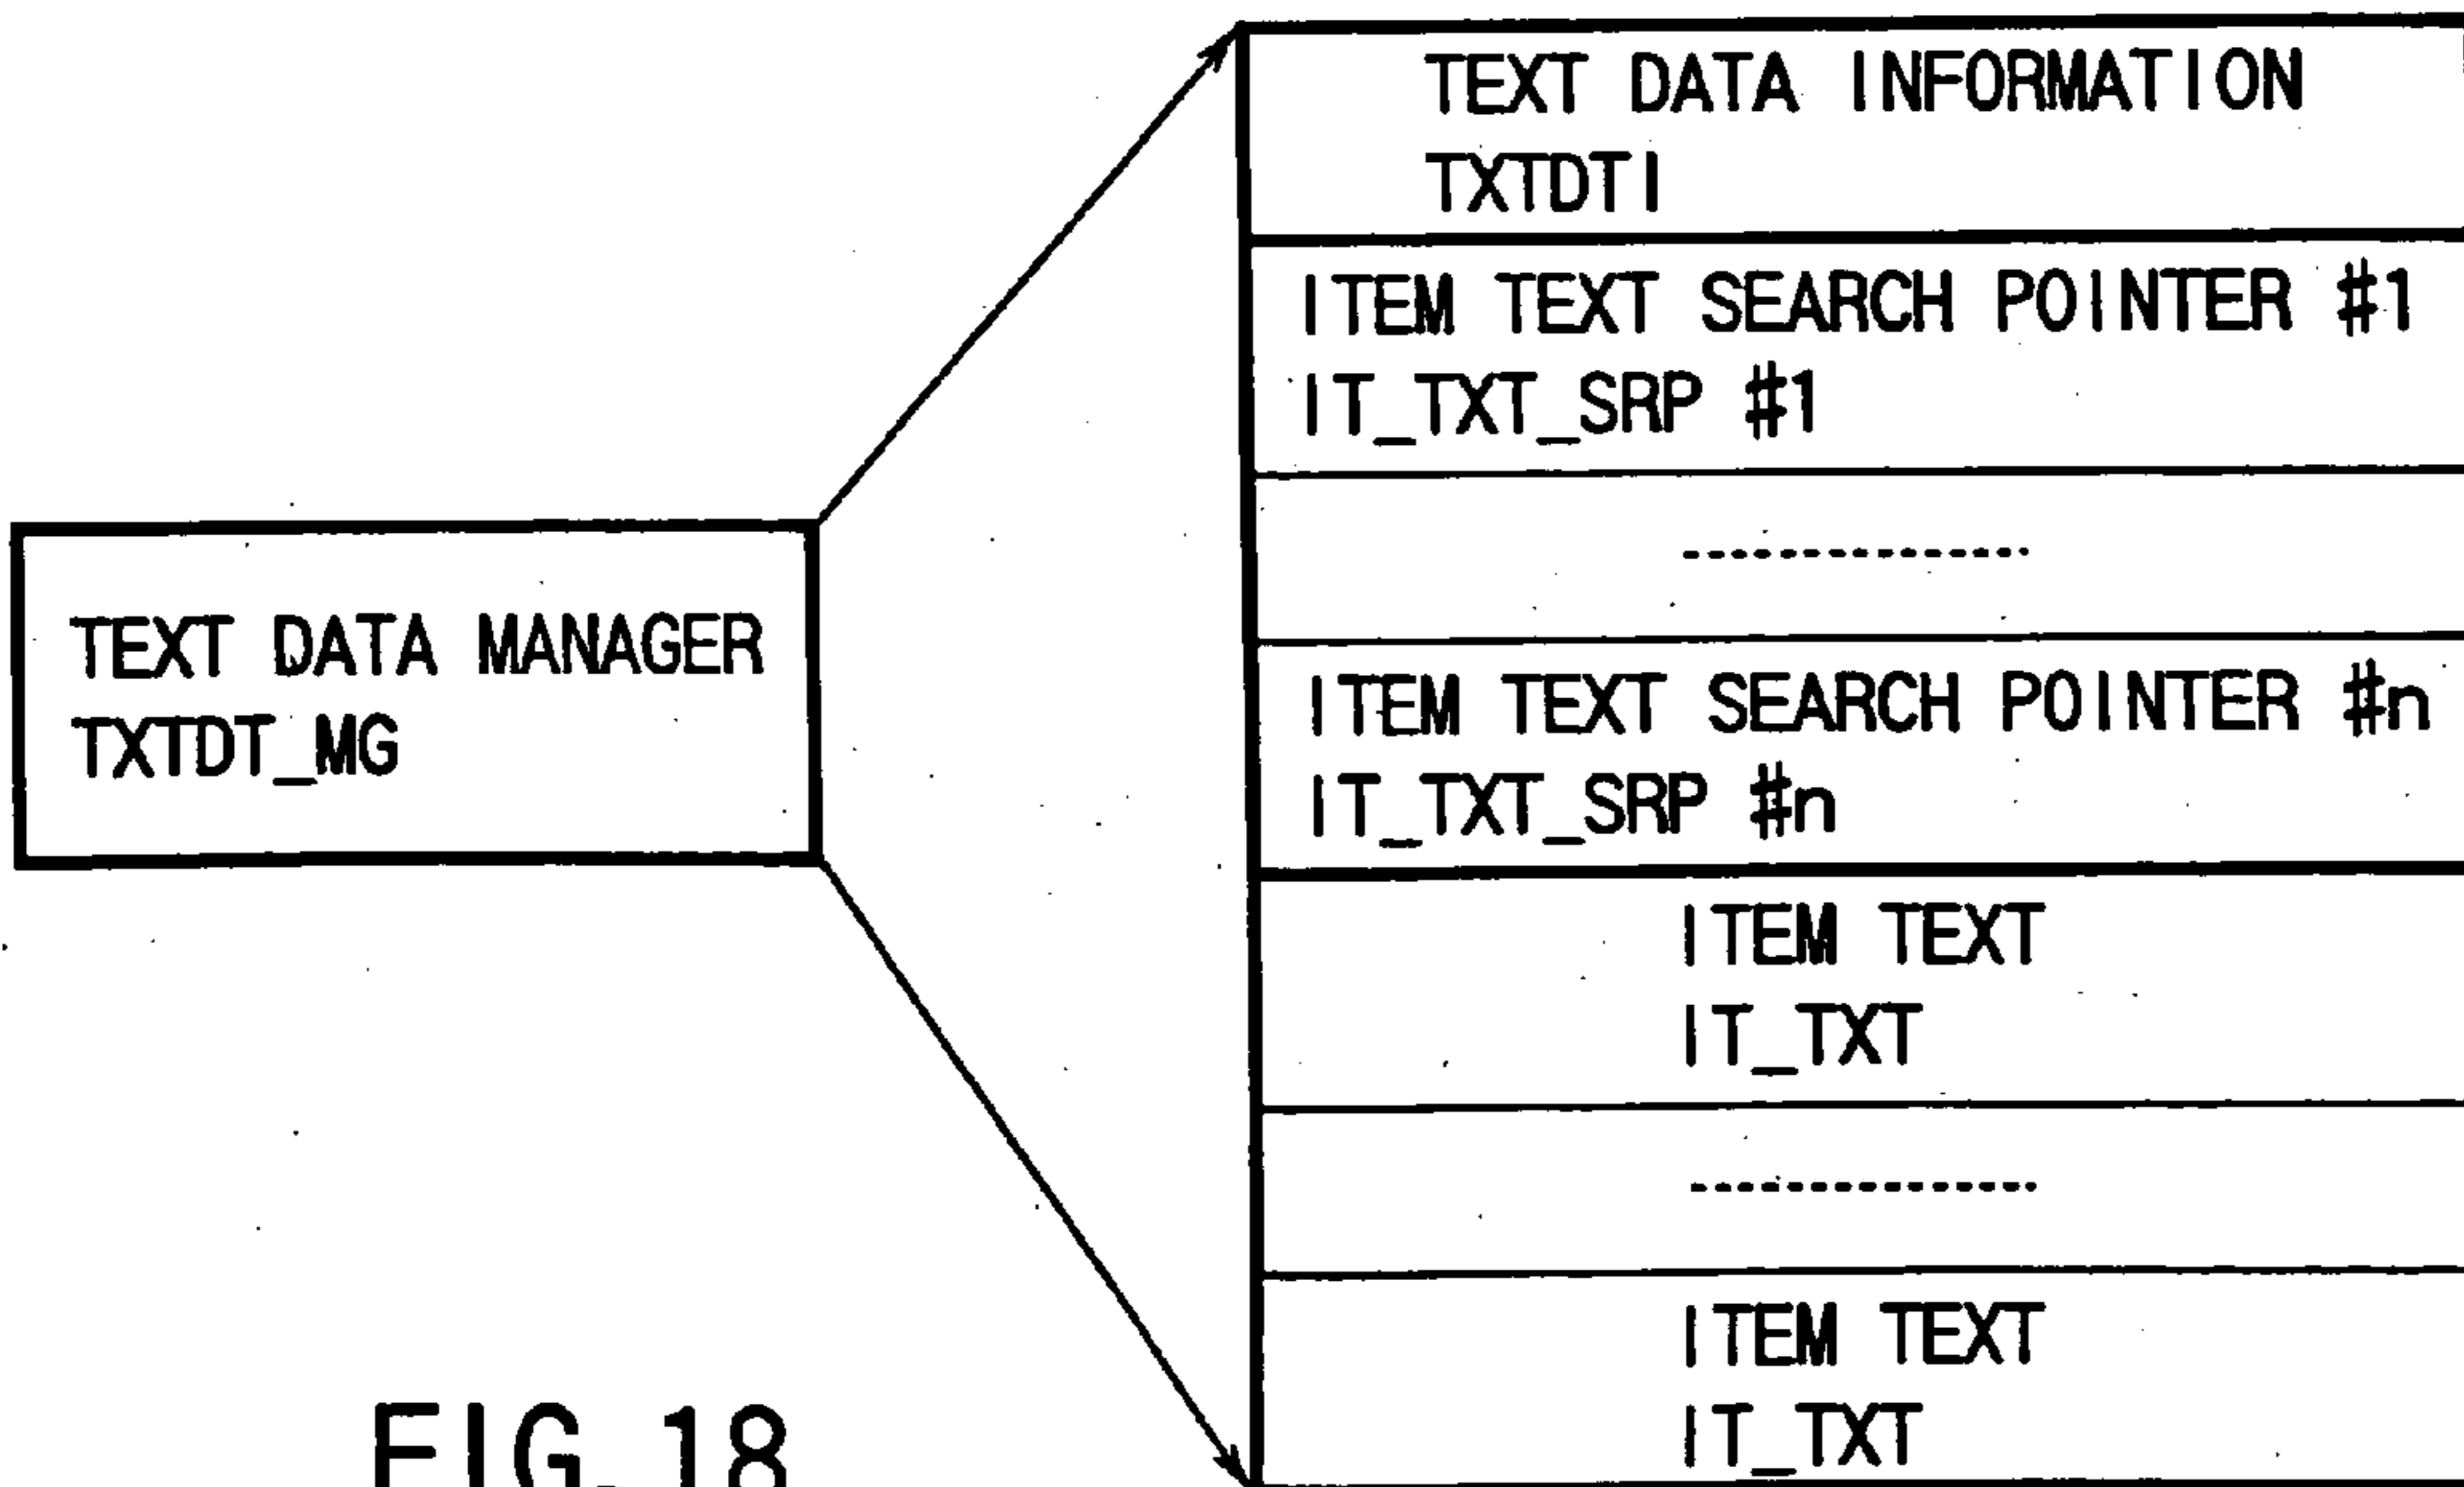 TEXT DATA MANAGER
TXTDT_MG
TEXT DATA INFORMATION
TXTDTI
ITEM TEXT SEARCH POINTER #1
IT_TXT_SRP #1
ITEM TEXT SEARCH POINTER #n
IT_TXT_SRP #n
ITEM TEXT
IT_TXT
ITEM TEXT
IT_TXT
FIG. 18